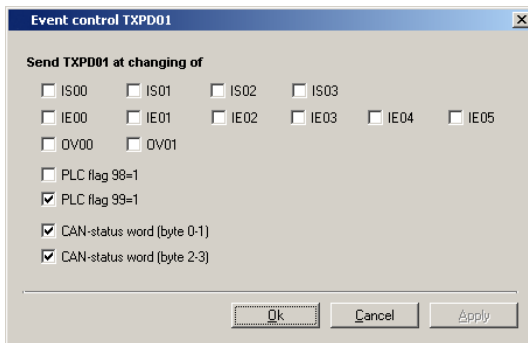 Event control TXPD01
Send TXPD01 at changing of
IS00 IS01 IS02 IS03
IE00 IE01 IE02 IE03 IE04 IE05
OV00 OV01
PLC flag 98=1
PLC flag 99=1
CAN-status word (byte 0-1)
CAN-status word (byte 2-3)
Ok Cancel Apply